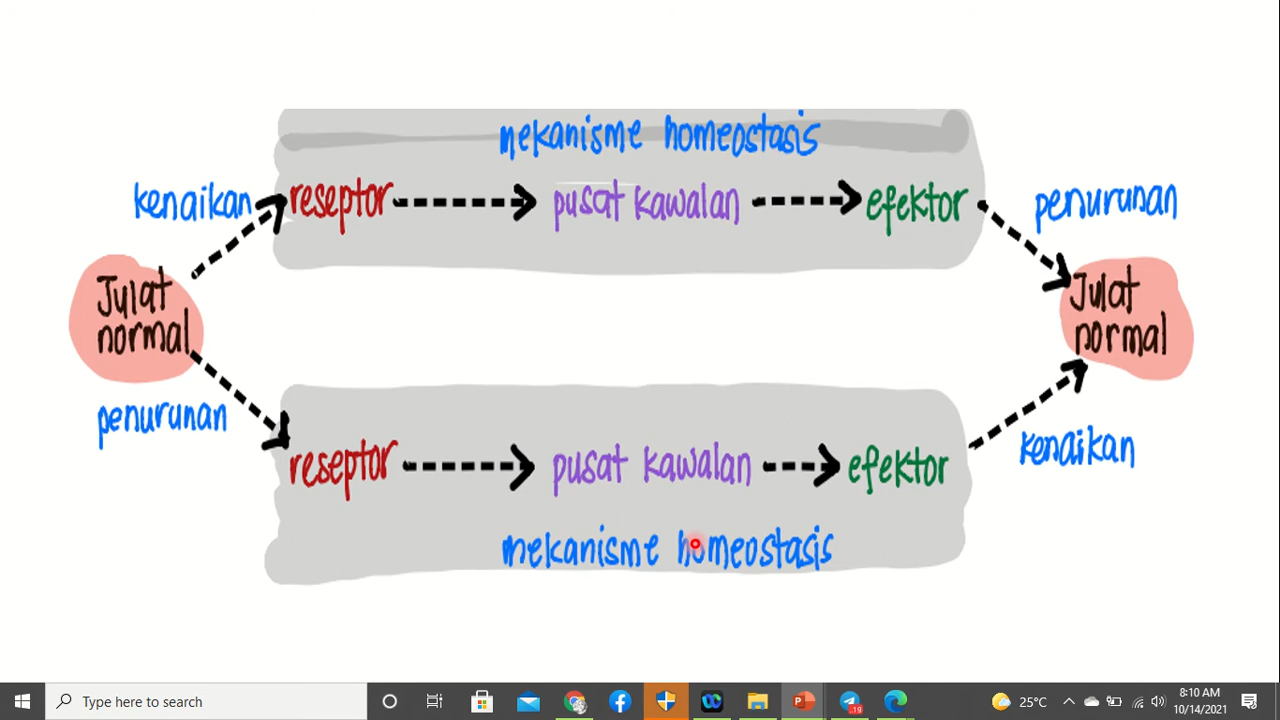 mekanisme homeostasis
kenaikan
reseptor
pusat kawalan
efektor
penurunan
Julat
normal
Julat
normal
penurunan
reseptor
pusat kawalan
efektor
kenaikan
mekanisme homeostasis
Type here to search
19
25°C
8:10 AM
10/14/2021